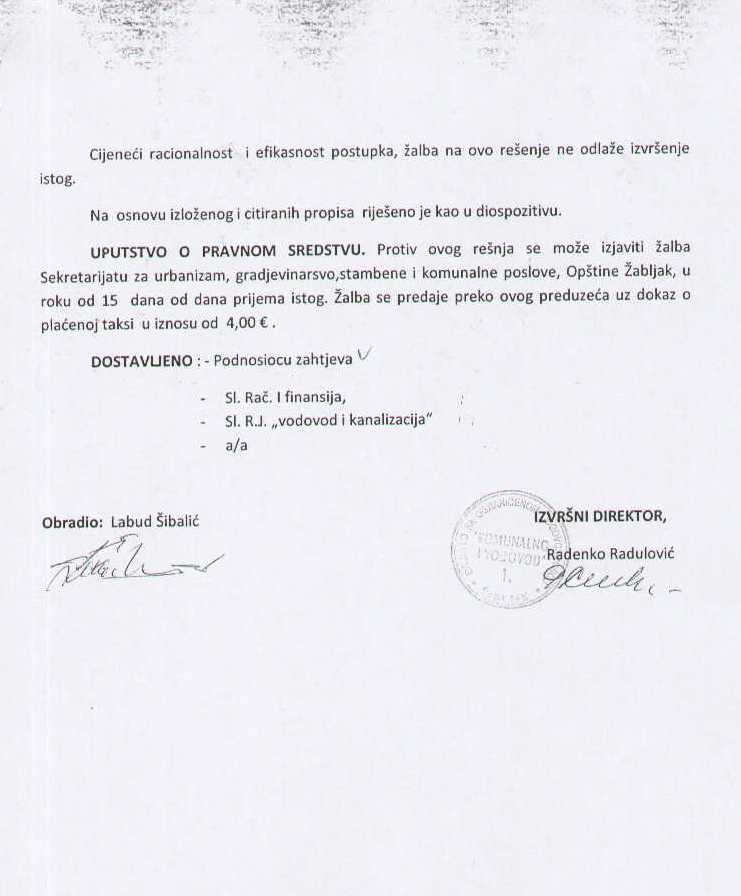 Cijeneći racionalnost i efikasnost postupka, žalba na ovo rešenje ne odlaže izvršenje
istog.
Na osnovu izloženog i citiranih propisa riješeno je kao u diospozitivu.
UPUTSTVO O PRAVNOM SREDSTVU. Protiv ovog rešnja se može izjaviti žalba
Sekretarijatu za urbanizam, gradjevinarsvo,stambene i komunalne poslove, Opštine Žabljak, u
roku od 15 dana od dana prijema istog. Žalba se predaje preko ovog preduzeća uz dokaz o
plaćenoj taksi u iznosu od 4,00 € .
DOSTAVLJENO : - Podnosiocu zahtjeva
- Sl. Rač. I finansija,
- Sl. R.J. „vodovod i kanalizacija“
- a/a
Obradio: Labud Šibalić
IZVRŠNI DIREKTOR,
Radenko Radulović
"KOMUNALNO
I VODOVOD"
1.